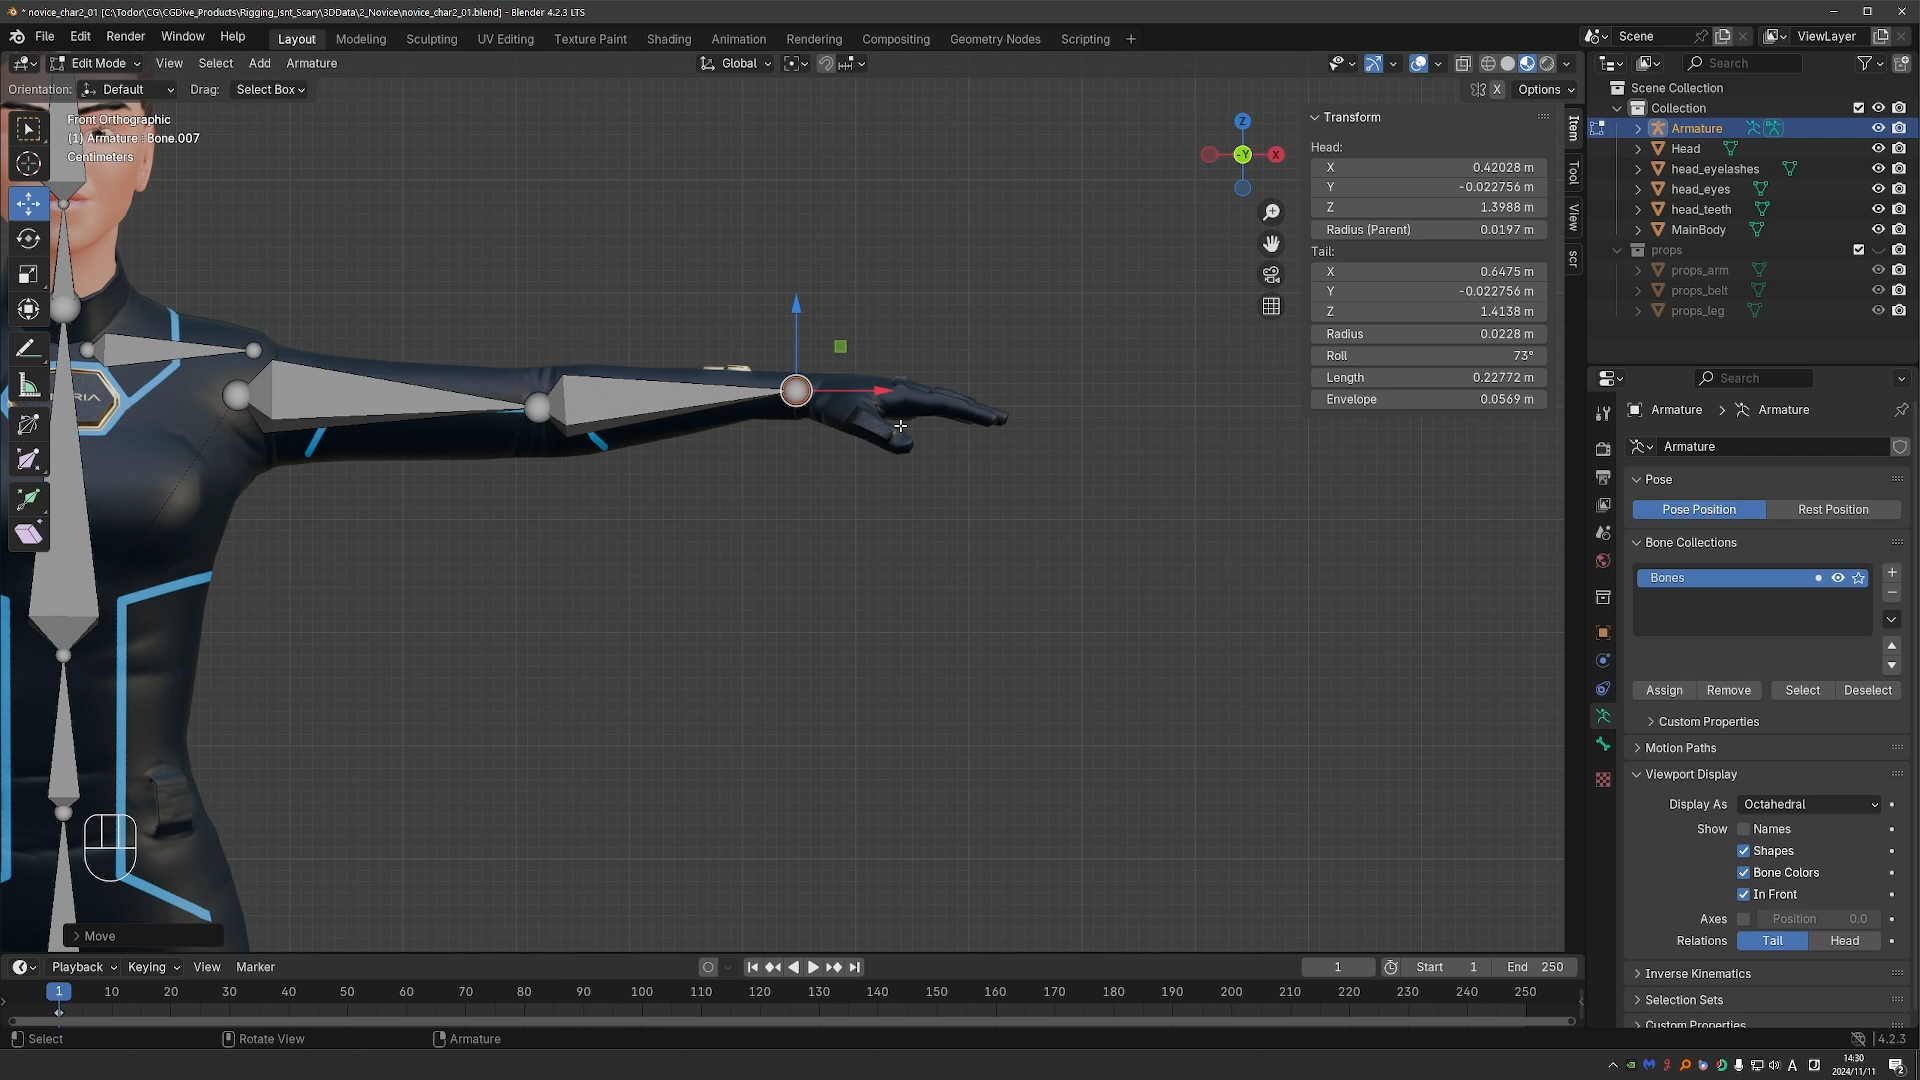 * novice_char2_01 [C:\Todor\CG\CGDive_Products\Rigging_Isnt_Scary\3DData\2_Novice\novice_char2_01.blend] - Blender 4.2.3 LTS
File Edit Render Window Help
Layout Modeling Sculpting UV Editing Texture Paint Shading Animation Rendering Compositing Geometry Nodes Scripting +
Scene
ViewLayer
Edit Mode View Select Add Armature
Global
Search
Orientation: Default Drag: Select Box
X Options
Front Orthographic
(1) Armature : Bone.007
Centimeters
Z
-Y
X
Transform
Head:
X 0.42028 m
Y -0.022756 m
Z 1.3988 m
Radius (Parent) 0.0197 m
Tail:
X 0.6475 m
Y -0.022756 m
Z 1.4138 m
Radius 0.0228 m
Roll 73°
Length 0.22772 m
Envelope 0.0569 m
Item
Tool
View
scr
Scene Collection
Collection
Armature
Head
head_eyelashes
head_eyes
head_teeth
MainBody
props
props_arm
props_belt
props_leg
Search
Armature > Armature
Armature
Pose
Pose Position Rest Position
Bone Collections
Bones
Assign Remove Select Deselect
Custom Properties
Motion Paths
Viewport Display
Display As Octahedral
Show Names
Shapes
Bone Colors
In Front
Axes Position 0.0
Relations Tail Head
Inverse Kinematics
Selection Sets
Custom Properties
> Move
Playback Keying View Marker
1 Start 1 End 250
1 10 20 30 40 50 60 70 80 90 100 110 120 130 140 150 160 170 180 190 200 210 220 230 240 250
Select Rotate View Armature
4.2.3
A
14:30
2024/11/11
2